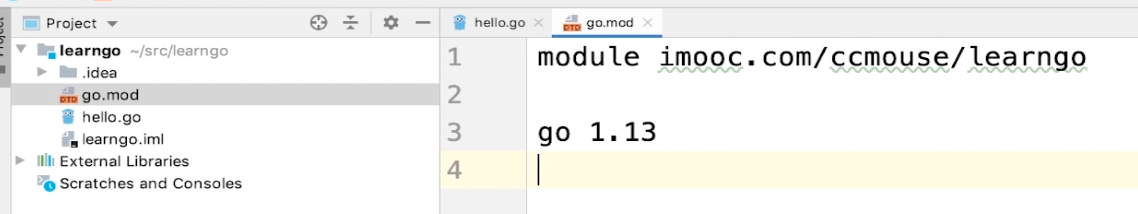 Project
learngo ~/src/learngo
.idea
go.mod
hello.go
learngo.iml
External Libraries
Scratches and Consoles
hello.go
go.mod
1 module imooc.com/ccmouse/learngo
2
3 go 1.13
4